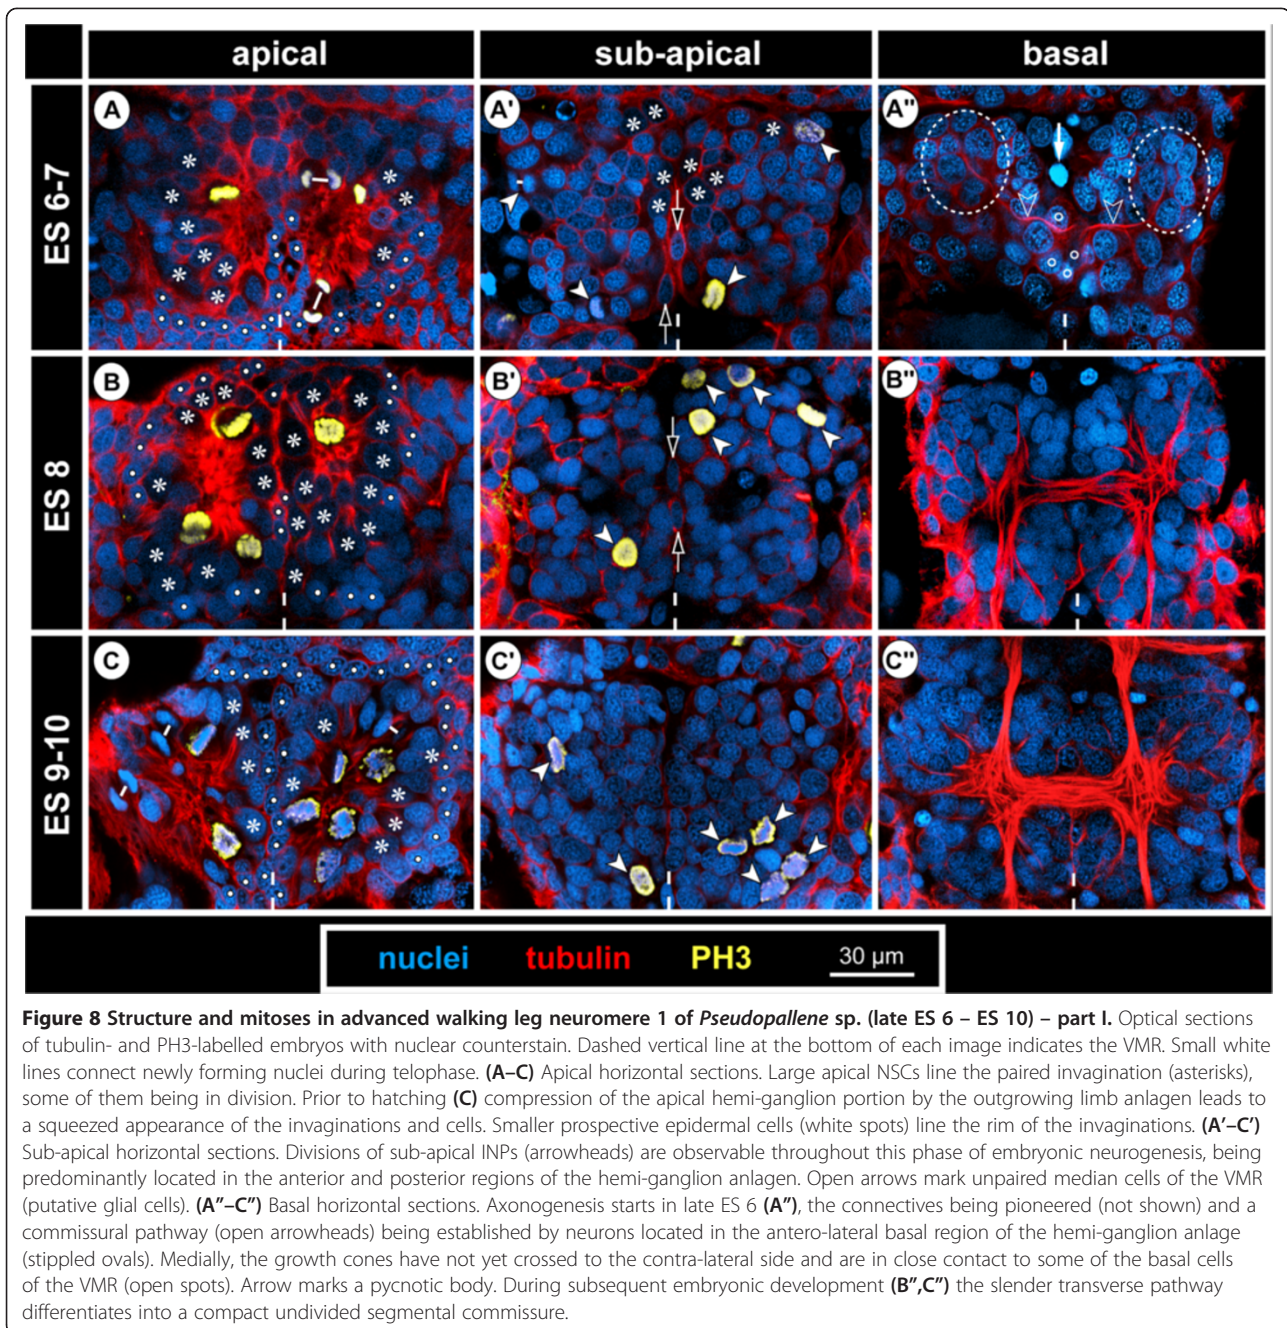 apical sub-apical basal
ES 6-7
A A' A''
ES 8
B B' B''
ES 9-10
C C' C''
nuclei tubulin PH3 30 µm
Figure 8 Structure and mitoses in advanced walking leg neuromere 1 of Pseudopallene sp. (late ES 6 – ES 10) – part I. Optical sections
of tubulin- and PH3-labelled embryos with nuclear counterstain. Dashed vertical line at the bottom of each image indicates the VMR. Small white
lines connect newly forming nuclei during telophase. (A–C) Apical horizontal sections. Large apical NSCs line the paired invagination (asterisks),
some of them being in division. Prior to hatching (C) compression of the apical hemi-ganglion portion by the outgrowing limb anlagen leads to
a squeezed appearance of the invaginations and cells. Smaller prospective epidermal cells (white spots) line the rim of the invaginations. (A'–C')
Sub-apical horizontal sections. Divisions of sub-apical INPs (arrowheads) are observable throughout this phase of embryonic neurogenesis, being
predominantly located in the anterior and posterior regions of the hemi-ganglion anlagen. Open arrows mark unpaired median cells of the VMR
(putative glial cells). (A''–C'') Basal horizontal sections. Axonogenesis starts in late ES 6 (A''), the connectives being pioneered (not shown) and a
commissural pathway (open arrowheads) being established by neurons located in the antero-lateral basal region of the hemi-ganglion anlage
(stippled ovals). Medially, the growth cones have not yet crossed to the contra-lateral side and are in close contact to some of the basal cells
of the VMR (open spots). Arrow marks a pycnotic body. During subsequent embryonic development (B'',C'') the slender transverse pathway
differentiates into a compact undivided segmental commissure.